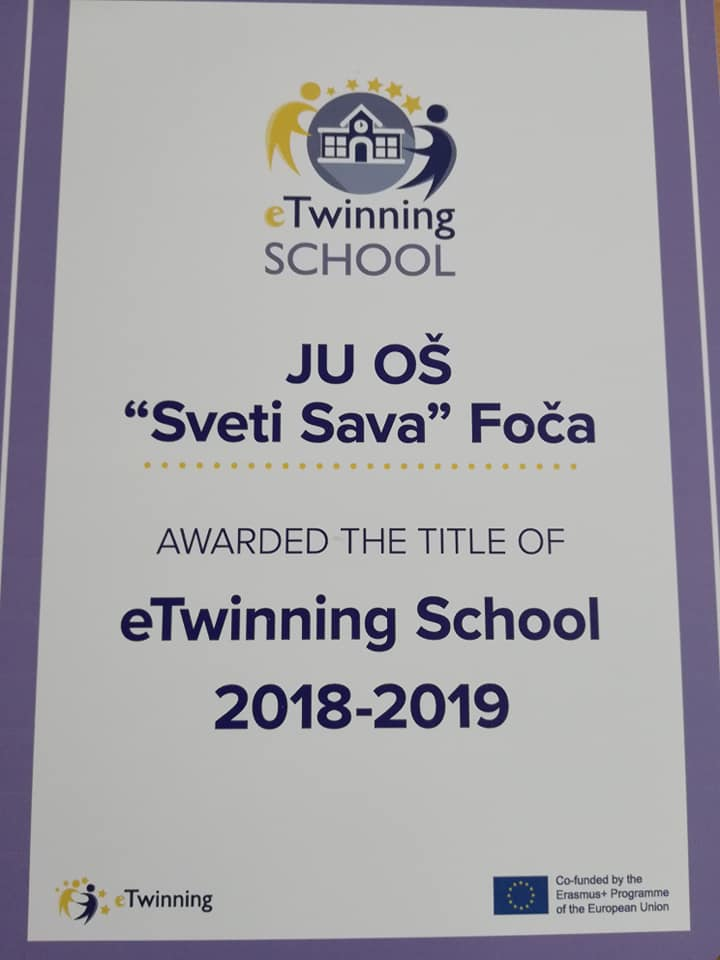 eTwinning
SCHOOL
JU OŠ
“Sveti Sava” Foča
AWARDED THE TITLE OF
eTwinning School
2018-2019
eTwinning
Co-funded by the
Erasmus+ Programme
of the European Union